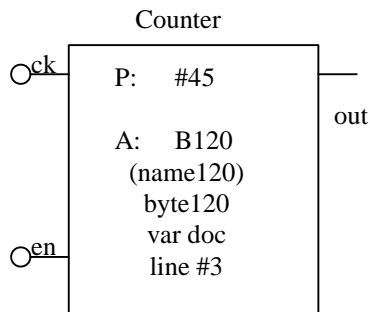 Counter
ck
P: #45
out
A: B120
(name120)
byte120
var doc
en
line #3